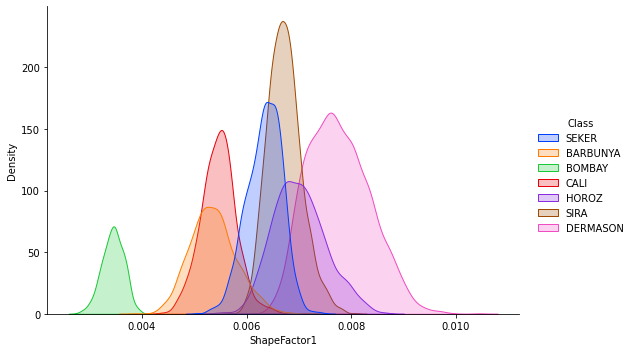 200
150
100
50
0
Density
0.004 0.006 0.008 0.010
ShapeFactor1
Class
SEKER
BARBUNYA
BOMBAY
CALI
HOROZ
SIRA
DERMASON